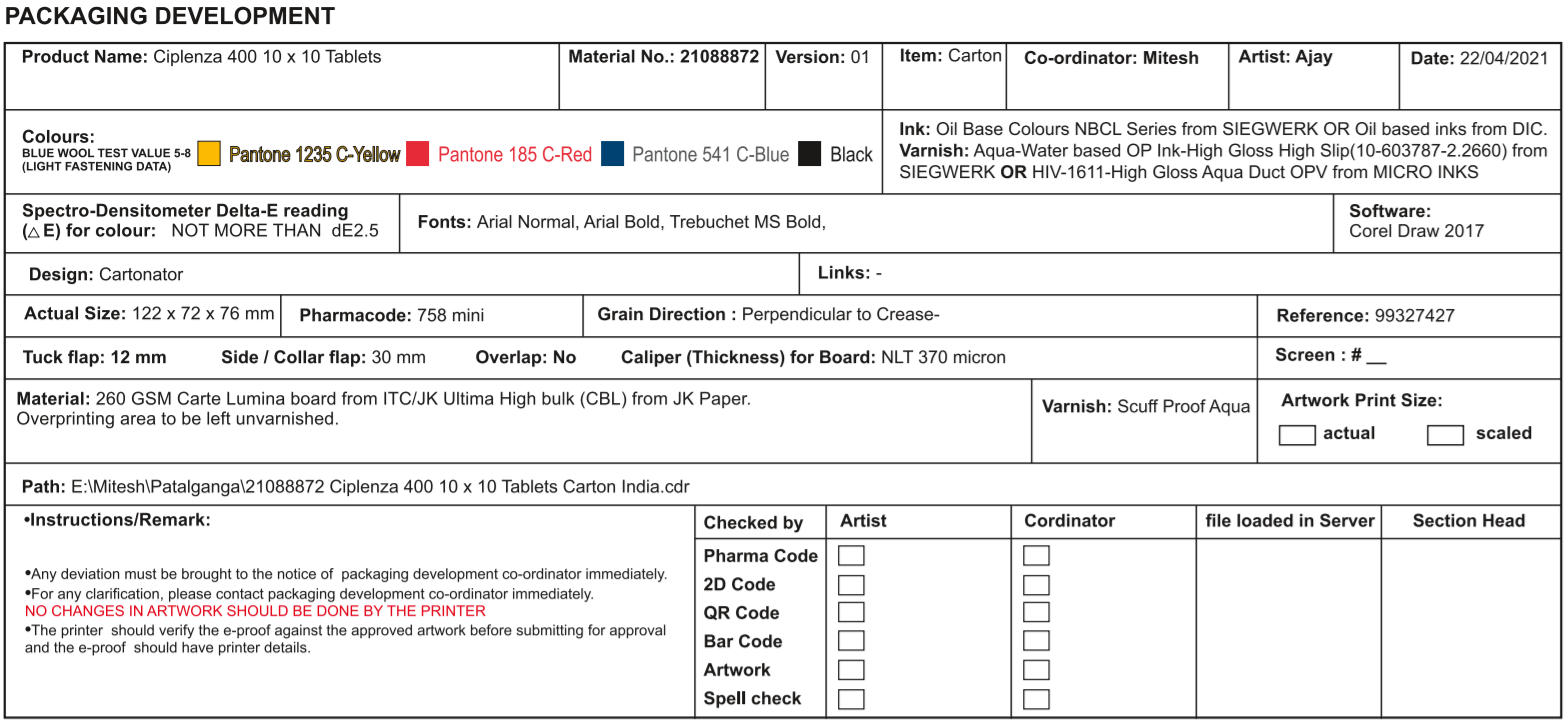 PACKAGING DEVELOPMENT
Product Name: Ciplenza 400 10 x 10 Tablets
Material No.: 21088872
Version: 01
Item: Carton
Co-ordinator: Mitesh
Artist: Ajay
Date: 22/04/2021
Colours:
BLUE WOOL TEST VALUE 5-8
(LIGHT FASTENING DATA)
Pantone 1235 C-Yellow
Pantone 185 C-Red
Pantone 541 C-Blue
Black
Ink: Oil Base Colours NBCL Series from SIEGWERK OR Oil based inks from DIC.
Varnish: Aqua-Water based OP Ink-High Gloss High Slip(10-603787-2.2660) from
SIEGWERK OR HIV-1611-High Gloss Aqua Duct OPV from MICRO INKS
Spectro-Densitometer Delta-E reading
(△E) for colour: NOT MORE THAN dE2.5
Fonts: Arial Normal, Arial Bold, Trebuchet MS Bold,
Software:
Corel Draw 2017
Design: Cartonator
Links: -
Actual Size: 122 x 72 x 76 mm
Pharmacode: 758 mini
Grain Direction : Perpendicular to Crease-
Reference: 99327427
Tuck flap: 12 mm
Side / Collar flap: 30 mm
Overlap: No
Caliper (Thickness) for Board: NLT 370 micron
Screen : # __
Material: 260 GSM Carte Lumina board from ITC/JK Ultima High bulk (CBL) from JK Paper.
Overprinting area to be left unvarnished.
Varnish: Scuff Proof Aqua
Artwork Print Size:
actual
scaled
Path: E:\Mitesh\Patalganga\21088872 Ciplenza 400 10 x 10 Tablets Carton India.cdr
•Instructions/Remark:
•Any deviation must be brought to the notice of packaging development co-ordinator immediately.
•For any clarification, please contact packaging development co-ordinator immediately.
NO CHANGES IN ARTWORK SHOULD BE DONE BY THE PRINTER
•The printer should verify the e-proof against the approved artwork before submitting for approval
and the e-proof should have printer details.
Checked by
Artist
Cordinator
file loaded in Server
Section Head
Pharma Code
2D Code
QR Code
Bar Code
Artwork
Spell check